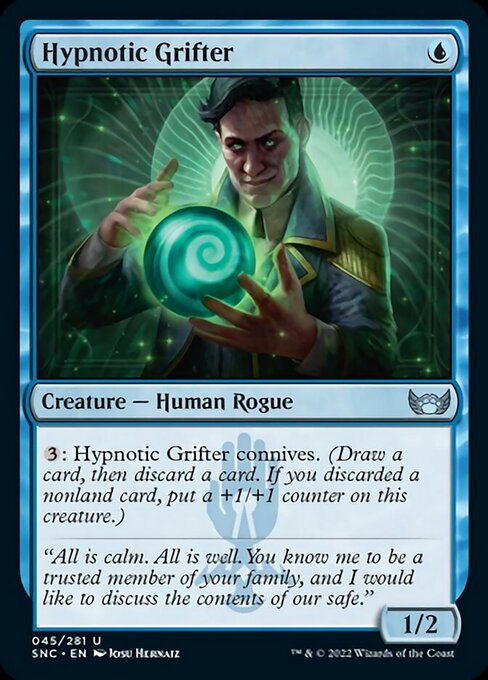 Hypnotic Grifter
Creature — Human Rogue
3: Hypnotic Grifter connives. (Draw a
card, then discard a card. If you discarded a
nonland card, put a +1/+1 counter on this
creature.)
“All is calm. All is well. You know me to be a
trusted member of your family, and I would
like to discuss the contents of our safe.”
1/2
045/281 U
SNC • EN Josu Hernaiz
™ & © 2022 Wizards of the Coast